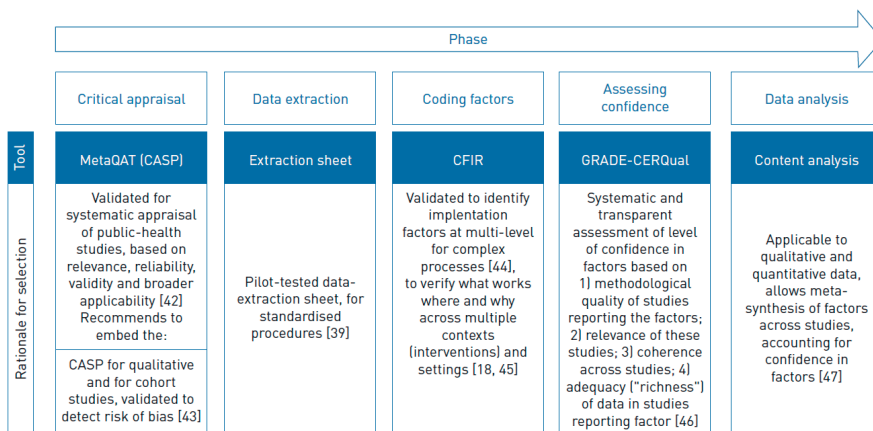 Phase
Critical appraisal
Data extraction
Coding factors
Assessing
confidence
Data analysis
Tool
MetaQAT (CASP)
Extraction sheet
CFIR
GRADE-CERQual
Content analysis
Rationale for selection
Validated for
systematic appraisal
of public-health
studies, based on
relevance, reliability,
validity and broader
applicability [42]
Recommends to
embed the:
CASP for qualitative
and for cohort
studies, validated to
detect risk of bias [43]
Pilot-tested data-
extraction sheet, for
standardised
procedures [39]
Validated to identify
implentation
factors at multi-level
for complex
processes [44],
to verify what works
where and why
across multiple
contexts
(interventions) and
settings [18, 45]
Systematic and
transparent
assessment of level
of confidence in
factors based on
1) methodological
quality of studies
reporting the factors;
2) relevance of these
studies; 3) coherence
across studies; 4)
adequacy ("richness")
of data in studies
reporting factor [46]
Applicable to
qualitative and
quantitative data,
allows meta-
synthesis of factors
across studies,
accounting for
confidence in
factors [47]